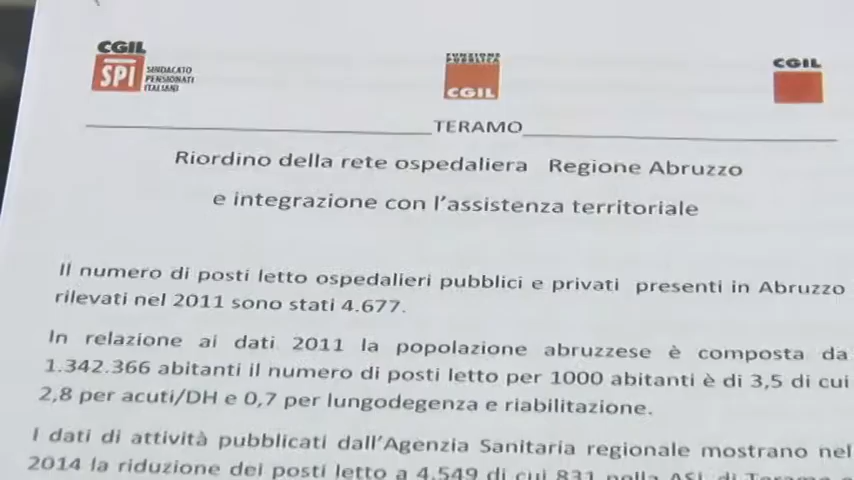 CGIL
SPI
SINDACATO
PENSIONATI
ITALIANI
FUNZIONE
PUBBLICA
CGIL
CGIL
TERAMO
Riordino della rete ospedaliera Regione Abruzzo
e integrazione con l'assistenza territoriale
Il numero di posti letto ospedalieri pubblici e privati presenti in Abruzzo
rilevati nel 2011 sono stati 4.677.
In relazione ai dati 2011 la popolazione abruzzese è composta da
1.342.366 abitanti il numero di posti letto per 1000 abitanti è di 3,5 di cui
2,8 per acuti/DH e 0,7 per lungodegenza e riabilitazione.
I dati di attività pubblicati dall'Agenzia Sanitaria regionale mostrano nel
2014 la riduzione dei posti letto a 4.549 di cui 831 nella ASL di Teramo e